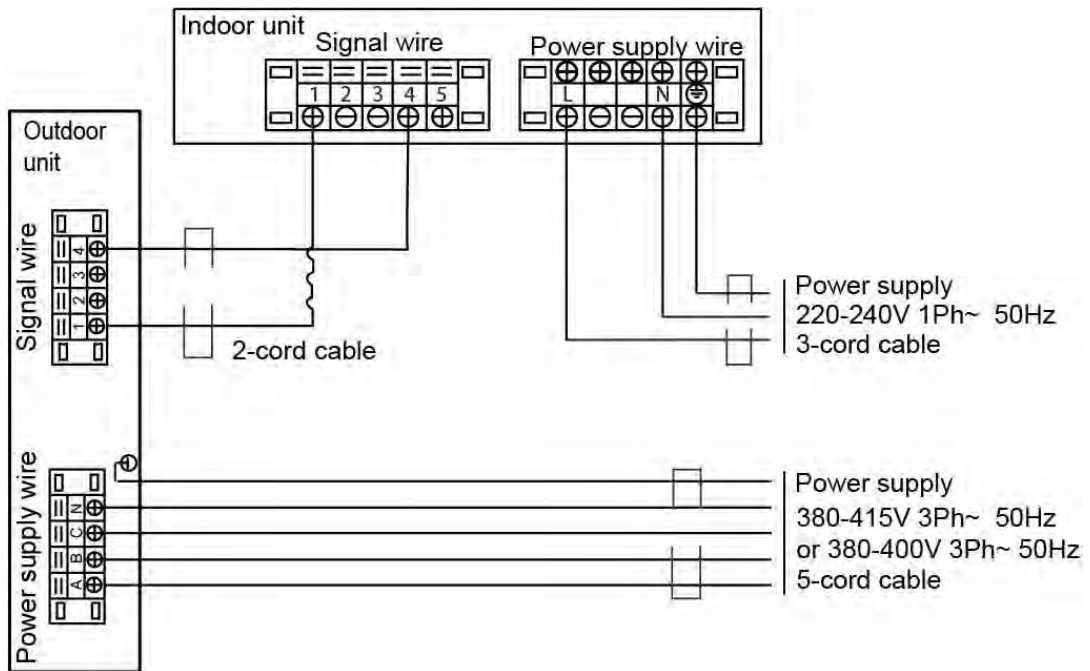 Indoor unit
Signal wire
Power supply wire
1 2 3 4 5
L N
Outdoor
unit
Signal wire
4
3
2
1
2-cord cable
Power supply
220-240V 1Ph~ 50Hz
3-cord cable
Power supply wire
N
C
B
A
Power supply
380-415V 3Ph~ 50Hz
or 380-400V 3Ph~ 50Hz
5-cord cable